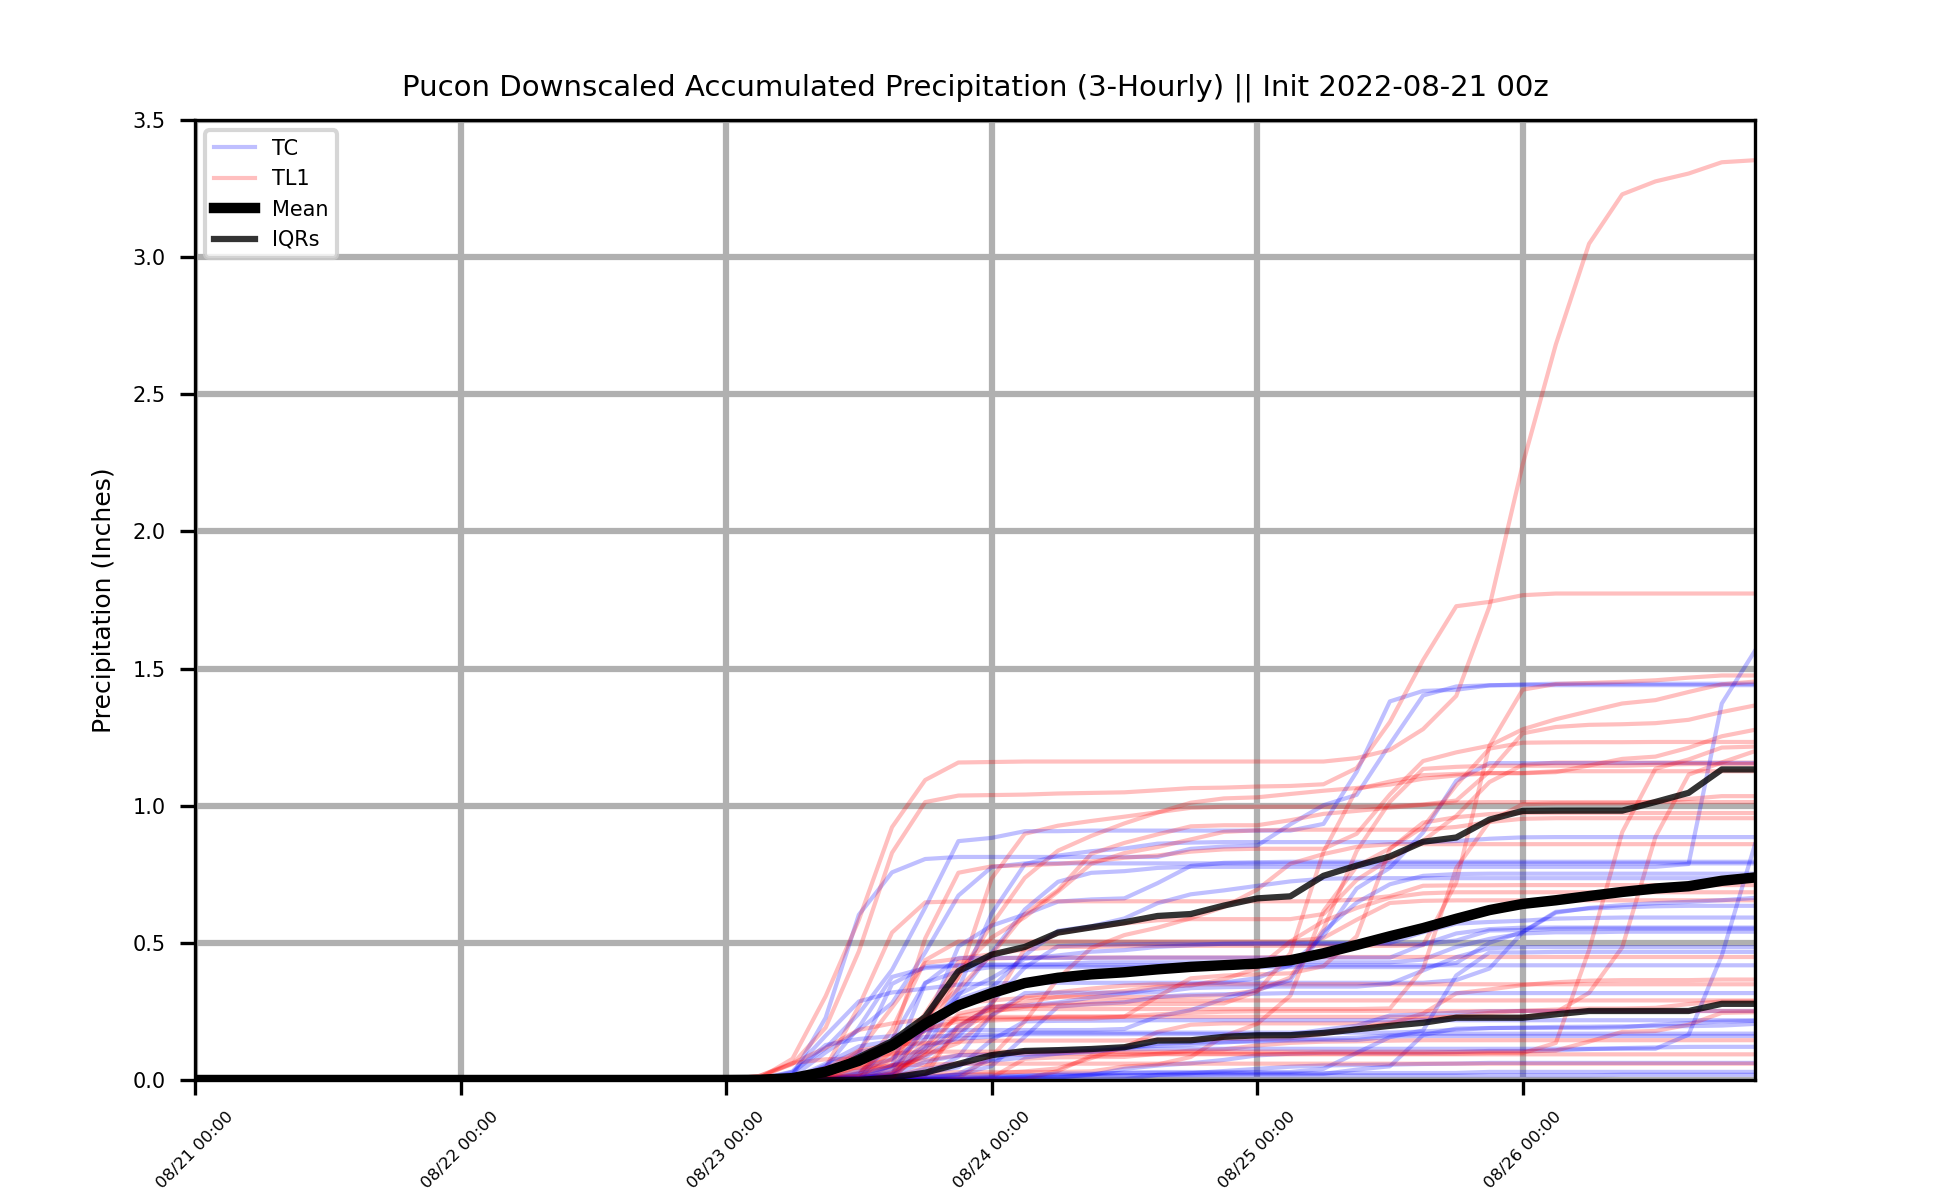 Pucon Downscaled Accumulated Precipitation (3-Hourly) || Init 2022-08-21 00z
TC
TL1
Mean
IQRs
Precipitation (Inches)
3.5
3.0
2.5
2.0
1.5
1.0
0.5
0.0
08/21 00:00
08/22 00:00
08/23 00:00
08/24 00:00
08/25 00:00
08/26 00:00